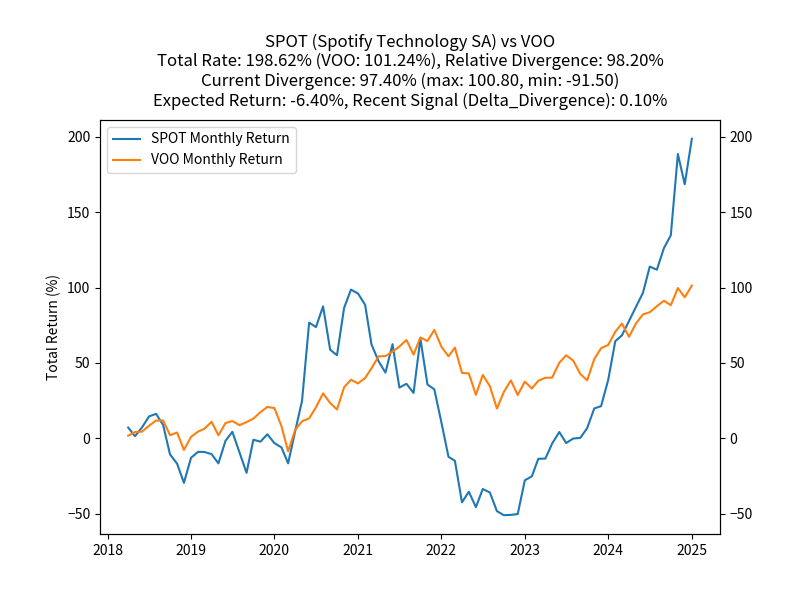 SPOT (Spotify Technology SA) vs VOO
Total Rate: 198.62% (VOO: 101.24%), Relative Divergence: 98.20%
Current Divergence: 97.40% (max: 100.80, min: -91.50)
Expected Return: -6.40%, Recent Signal (Delta_Divergence): 0.10%
SPOT Monthly Return
VOO Monthly Return
Total Return (%)
200
150
100
50
0
−50
200
150
100
50
0
−50
2018 2019 2020 2021 2022 2023 2024 2025